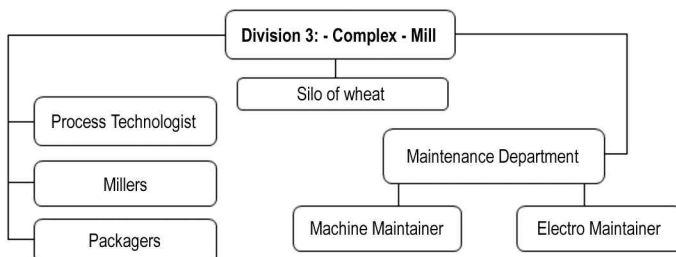 Division 3: - Complex - Mill
Silo of wheat
Process Technologist
Maintenance Department
Millers
Machine Maintainer
Electro Maintainer
Packagers